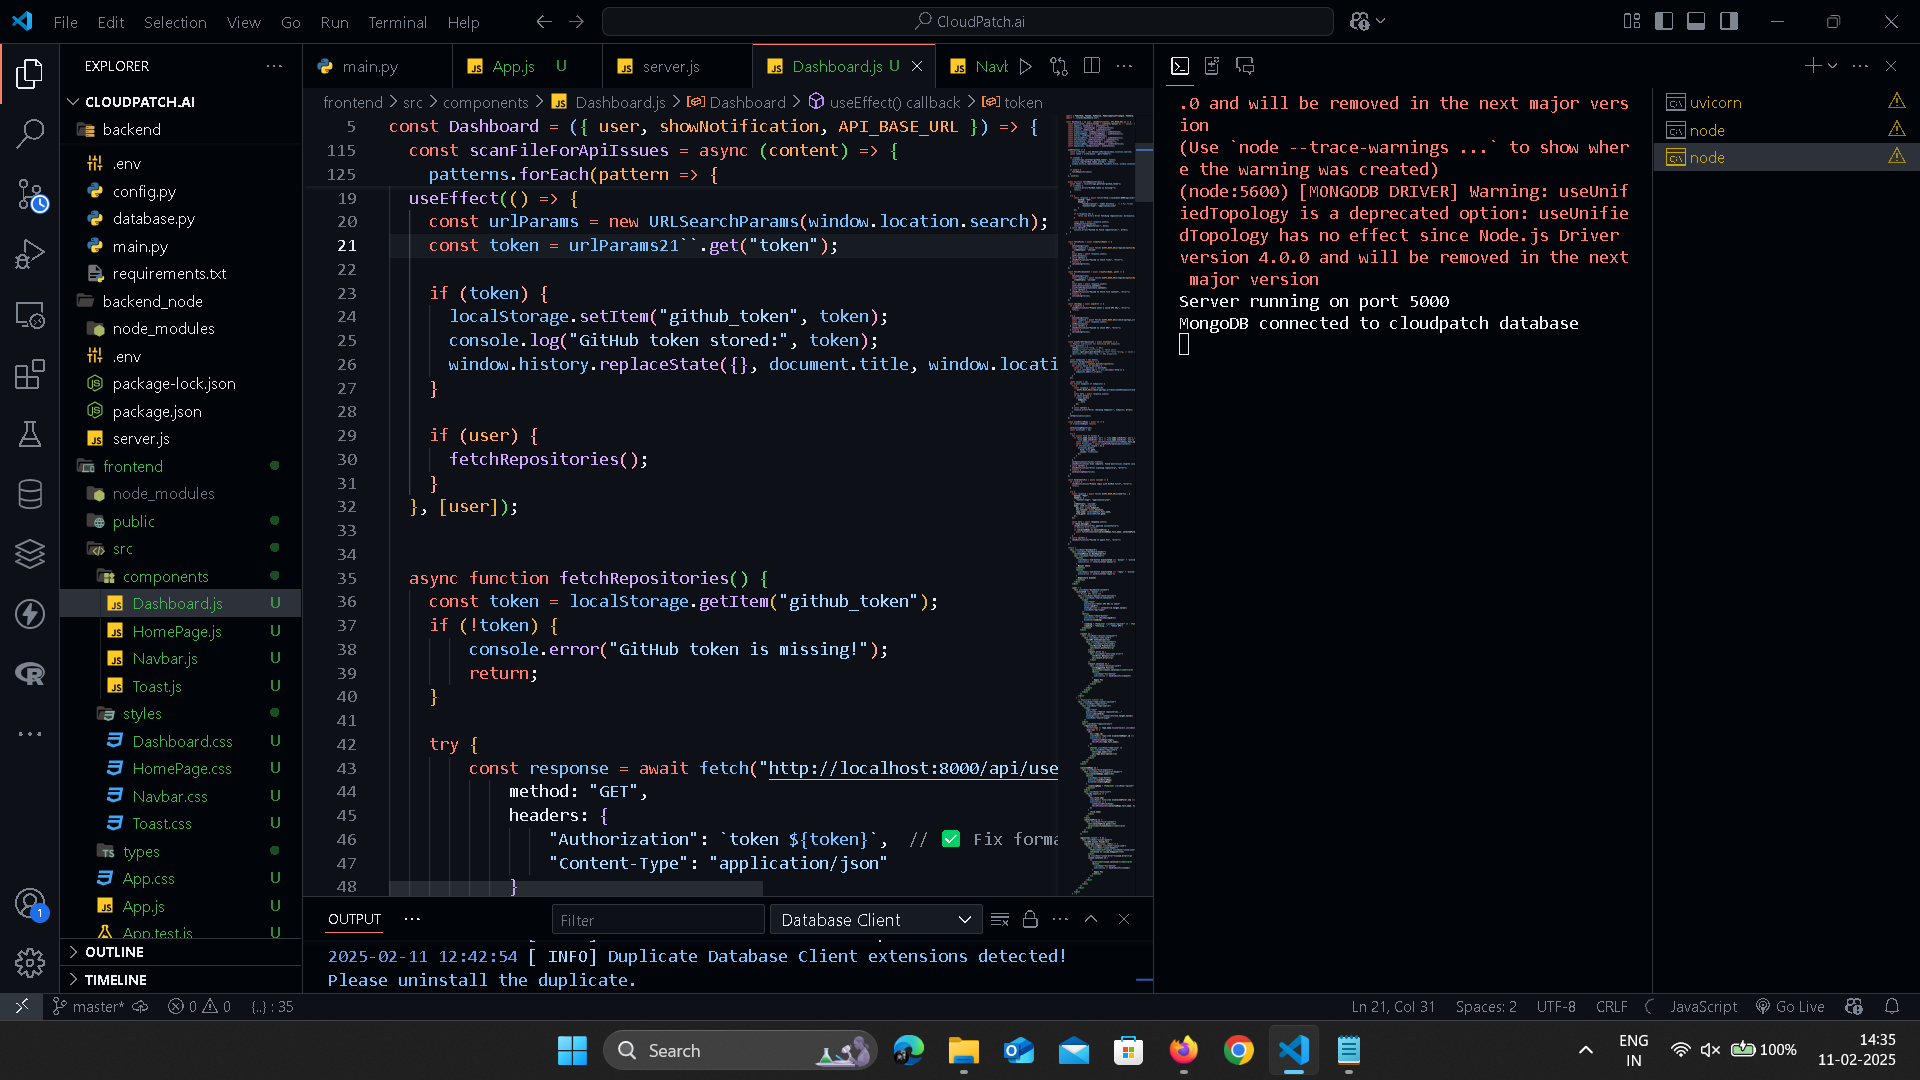 File Edit Selection View Go Run Terminal Help
CloudPatch.ai
EXPLORER
CLOUDPATCH.AI
backend
.env
config.py
database.py
main.py
requirements.txt
backend_node
node_modules
.env
package-lock.json
package.json
server.js
frontend
node_modules
public
src
components
Dashboard.js U
HomePage.js U
Navbar.js U
Toast.js U
styles
Dashboard.css U
HomePage.css U
Navbar.css U
Toast.css U
types
App.css U
App.js U
App.test.js U
OUTLINE
TIMELINE
main.py
App.js U
server.js
Dashboard.js U
Navb
frontend > src > components > Dashboard.js > Dashboard > useEffect() callback > token
5 const Dashboard = ({ user, showNotification, API_BASE_URL }) => {
115 const scanFileForApiIssues = async (content) => {
125 patterns.forEach(pattern => {
19 useEffect(() => {
20 const urlParams = new URLSearchParams(window.location.search);
21 const token = urlParams21``.get("token");
22
23 if (token) {
24 localStorage.setItem("github_token", token);
25 console.log("GitHub token stored:", token);
26 window.history.replaceState({}, document.title, window.locati
27 }
28
29 if (user) {
30 fetchRepositories();
31 }
32 }, [user]);
33
34
35 async function fetchRepositories() {
36 const token = localStorage.getItem("github_token");
37 if (!token) {
38 console.error("GitHub token is missing!");
39 return;
40 }
41
42 try {
43 const response = await fetch("http://localhost:8000/api/use
44 method: "GET",
45 headers: {
46 "Authorization": `token ${token}`, // ✅ Fix forma
47 "Content-Type": "application/json"
48 }
OUTPUT
Filter
Database Client
2025-02-11 12:42:54 [ INFO] Duplicate Database Client extensions detected!
Please uninstall the duplicate.
.0 and will be removed in the next major vers
ion
(Use `node --trace-warnings ...` to show wher
e the warning was created)
(node:5600) [MONGODB DRIVER] Warning: useUnif
iedTopology is a deprecated option: useUnifie
dTopology has no effect since Node.js Driver
version 4.0.0 and will be removed in the next
major version
Server running on port 5000
MongoDB connected to cloudpatch database
uvicorn
node
node
1
master*
0 0
{..} : 35
Ln 21, Col 31
Spaces: 2
UTF-8
CRLF
JavaScript
Go Live
Search
ENG
IN
100%
14:35
11-02-2025